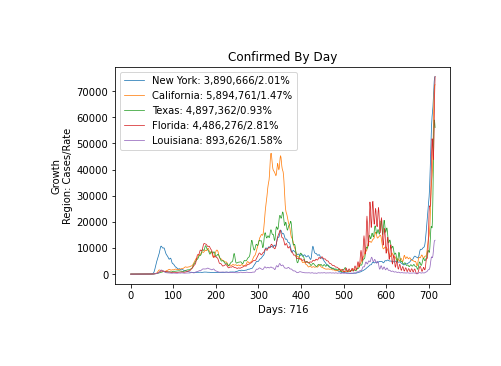 Confirmed By Day
New York: 3,890,666/2.01%
California: 5,894,761/1.47%
Texas: 4,897,362/0.93%
Florida: 4,486,276/2.81%
Louisiana: 893,626/1.58%
Growth
Region: Cases/Rate
70000
60000
50000
40000
30000
20000
10000
0
0 100 200 300 400 500 600 700
Days: 716